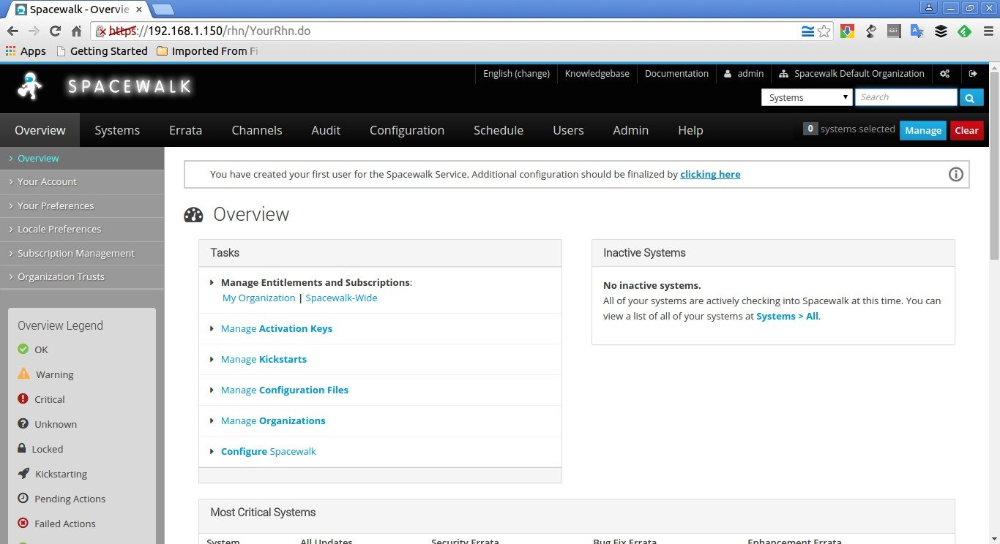 Spacewalk - Overvie
https://192.168.1.150/rhn/YourRhn.do
Apps Getting Started Imported From Fi
SPACEWALK
English (change) Knowledgebase Documentation admin Spacewalk Default Organization
Systems Search
Overview Systems Errata Channels Audit Configuration Schedule Users Admin Help
0 systems selected Manage Clear
Overview
Your Account
Your Preferences
Locale Preferences
Subscription Management
Organization Trusts
Overview Legend
OK
Warning
Critical
Unknown
Locked
Kickstarting
Pending Actions
Failed Actions
You have created your first user for the Spacewalk Service. Additional configuration should be finalized by clicking here
Overview
Tasks
Manage Entitlements and Subscriptions:
My Organization | Spacewalk-Wide
Manage Activation Keys
Manage Kickstarts
Manage Configuration Files
Manage Organizations
Configure Spacewalk
Inactive Systems
No inactive systems.
All of your systems are actively checking into Spacewalk at this time. You can
view a list of all of your systems at Systems > All.
Most Critical Systems
System All Updates Security Errata Bug Fix Errata Enhancement Errata